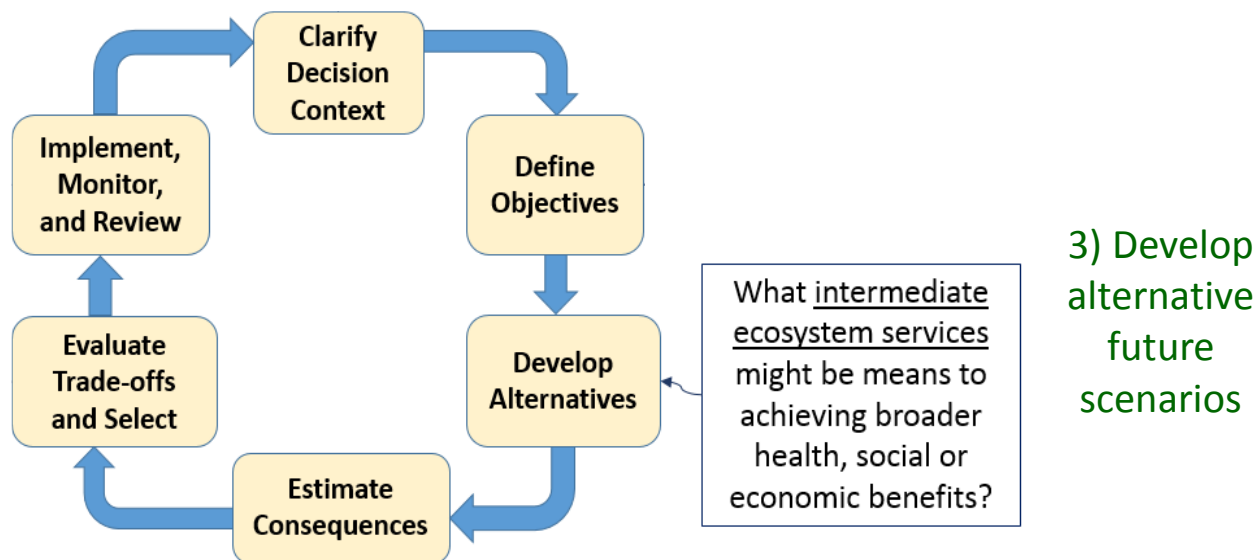 Clarify
Decision
Context
Define
Objectives
Develop
Alternatives
Estimate
Consequences
Evaluate
Trade-offs
and Select
Implement,
Monitor,
and Review
What intermediate
ecosystem services
might be means to
achieving broader
health, social or
economic benefits?
3) Develop
alternative
future
scenarios